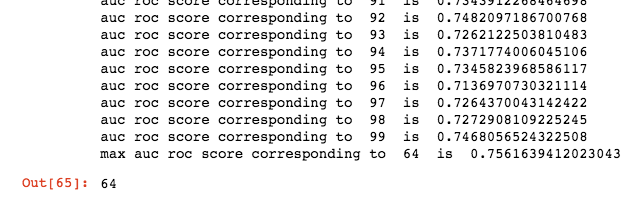 auc roc score corresponding to 91 is 0.7343912268464698
auc roc score corresponding to 92 is 0.7482097186700768
auc roc score corresponding to 93 is 0.7262122503810483
auc roc score corresponding to 94 is 0.7371774006045106
auc roc score corresponding to 95 is 0.7345823968586117
auc roc score corresponding to 96 is 0.7136970730321114
auc roc score corresponding to 97 is 0.7264370043142422
auc roc score corresponding to 98 is 0.7272908109225245
auc roc score corresponding to 99 is 0.7468056524322508
max auc roc score corresponding to 64 is 0.7561639412023043
Out[65]: 64